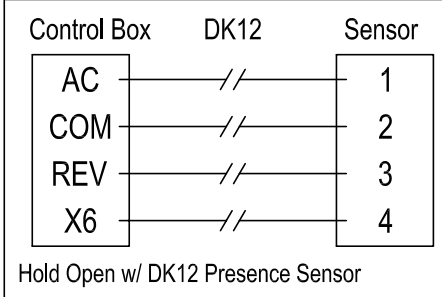 Control Box DK12 Sensor
AC 1
COM 2
REV 3
X6 4
Hold Open w/ DK12 Presence Sensor